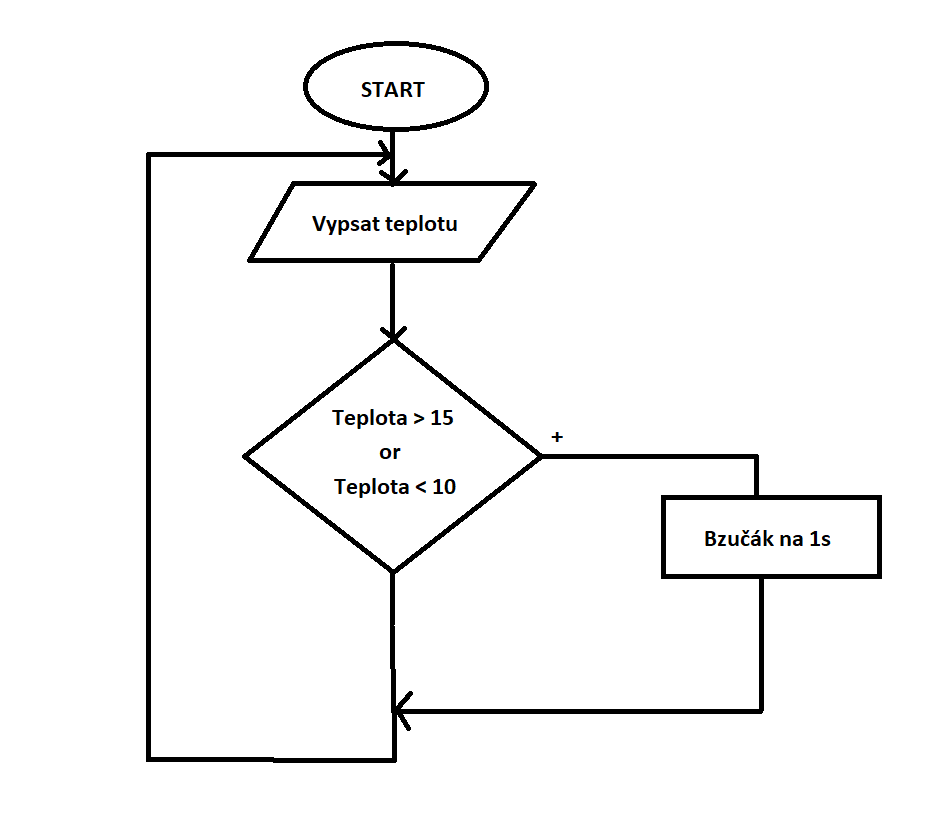 START
Vypsat teplotu
Teplota > 15
or
Teplota < 10
+
Bzučák na 1s